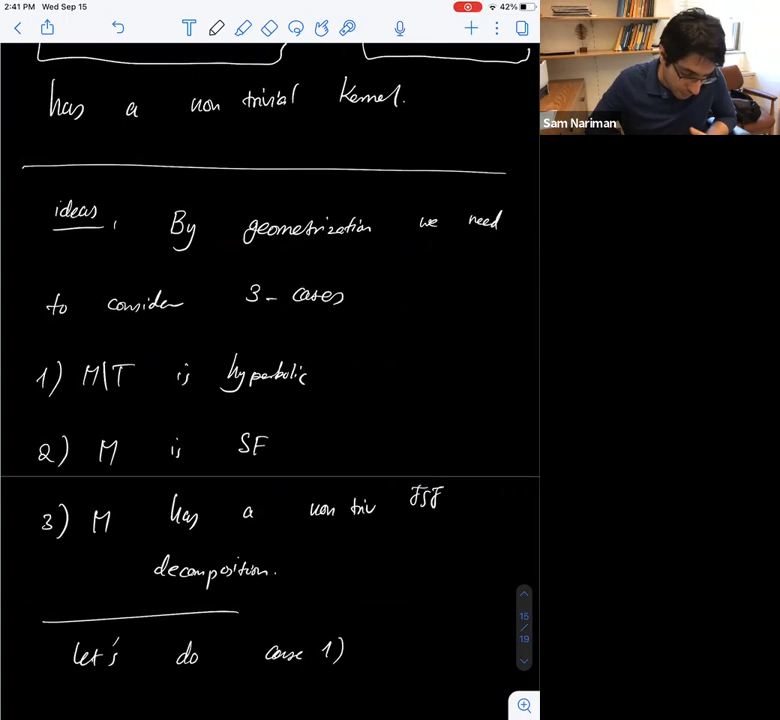 2:41 PM Wed Sep 15
42%
has a non trivial Kernel.
ideas, By geometrization we need
to consider 3- cases
1) M\T is hyperbolic
2) M is SF
3) M has a non triv JSJ
decomposition.
let's do case 1)
15
/
19
Sam Nariman